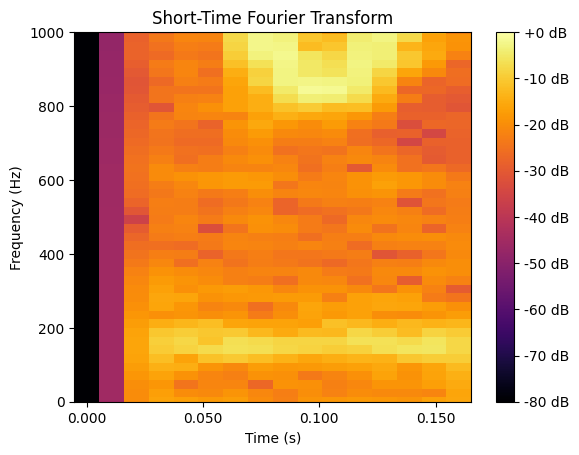 Short-Time Fourier Transform
1000
800
600
400
200
0
Frequency (Hz)
0.000
0.050
0.100
0.150
Time (s)
+0 dB
-10 dB
-20 dB
-30 dB
-40 dB
-50 dB
-60 dB
-70 dB
-80 dB